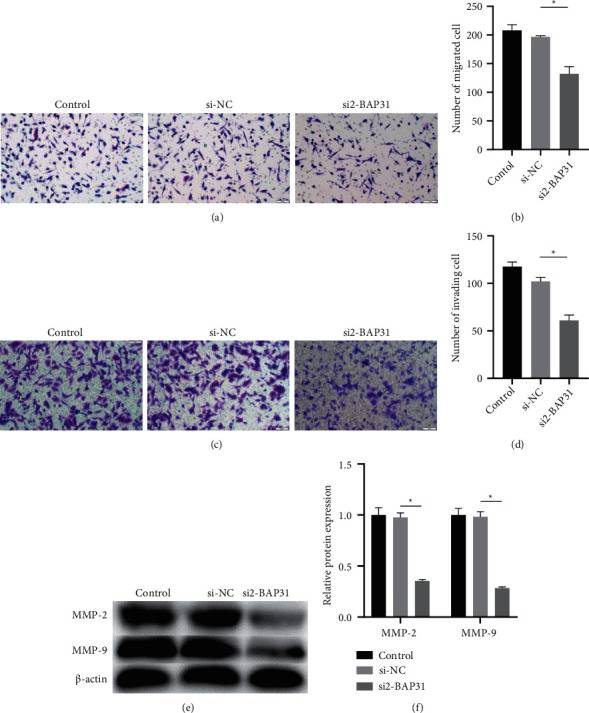 Control si-NC si2-BAP31
(a)
Number of migrated cell
250
200
150
100
50
0
*
Contol
si-NC
si2-BAP31
(b)
Control si-NC si2-BAP31
(c)
Number of invading cell
150
100
50
0
*
Control
si-NC
si2-BAP31
(d)
Control si-NC si2-BAP31
MMP-2
MMP-9
β-actin
(e)
Relative protein expression
1.5
1.0
0.5
0.0
* *
MMP-2 MMP-9
Control
si-NC
si2-BAP31
(f)